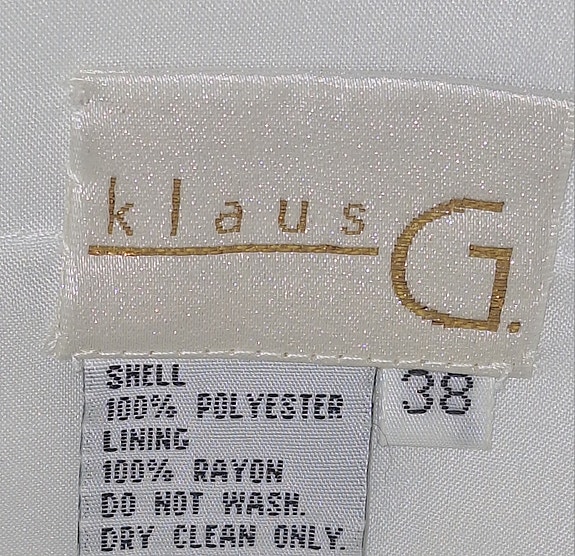 klaus G.
38
SHELL
100% POLYESTER
LINING
100% RAYON
DO NOT WASH.
DRY CLEAN ONLY